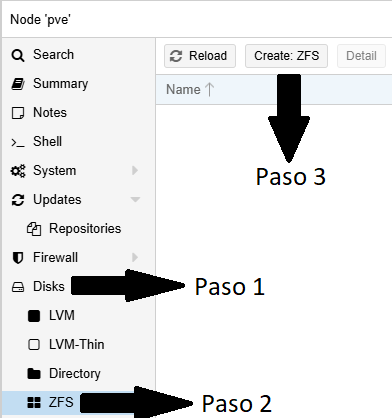 Node 'pve'
Search
Summary
Notes
Shell
System
Updates
Repositories
Firewall
Disks
LVM
LVM-Thin
Directory
ZFS
Reload Create: ZFS Detail
Name
Paso 3
Paso 1
Paso 2